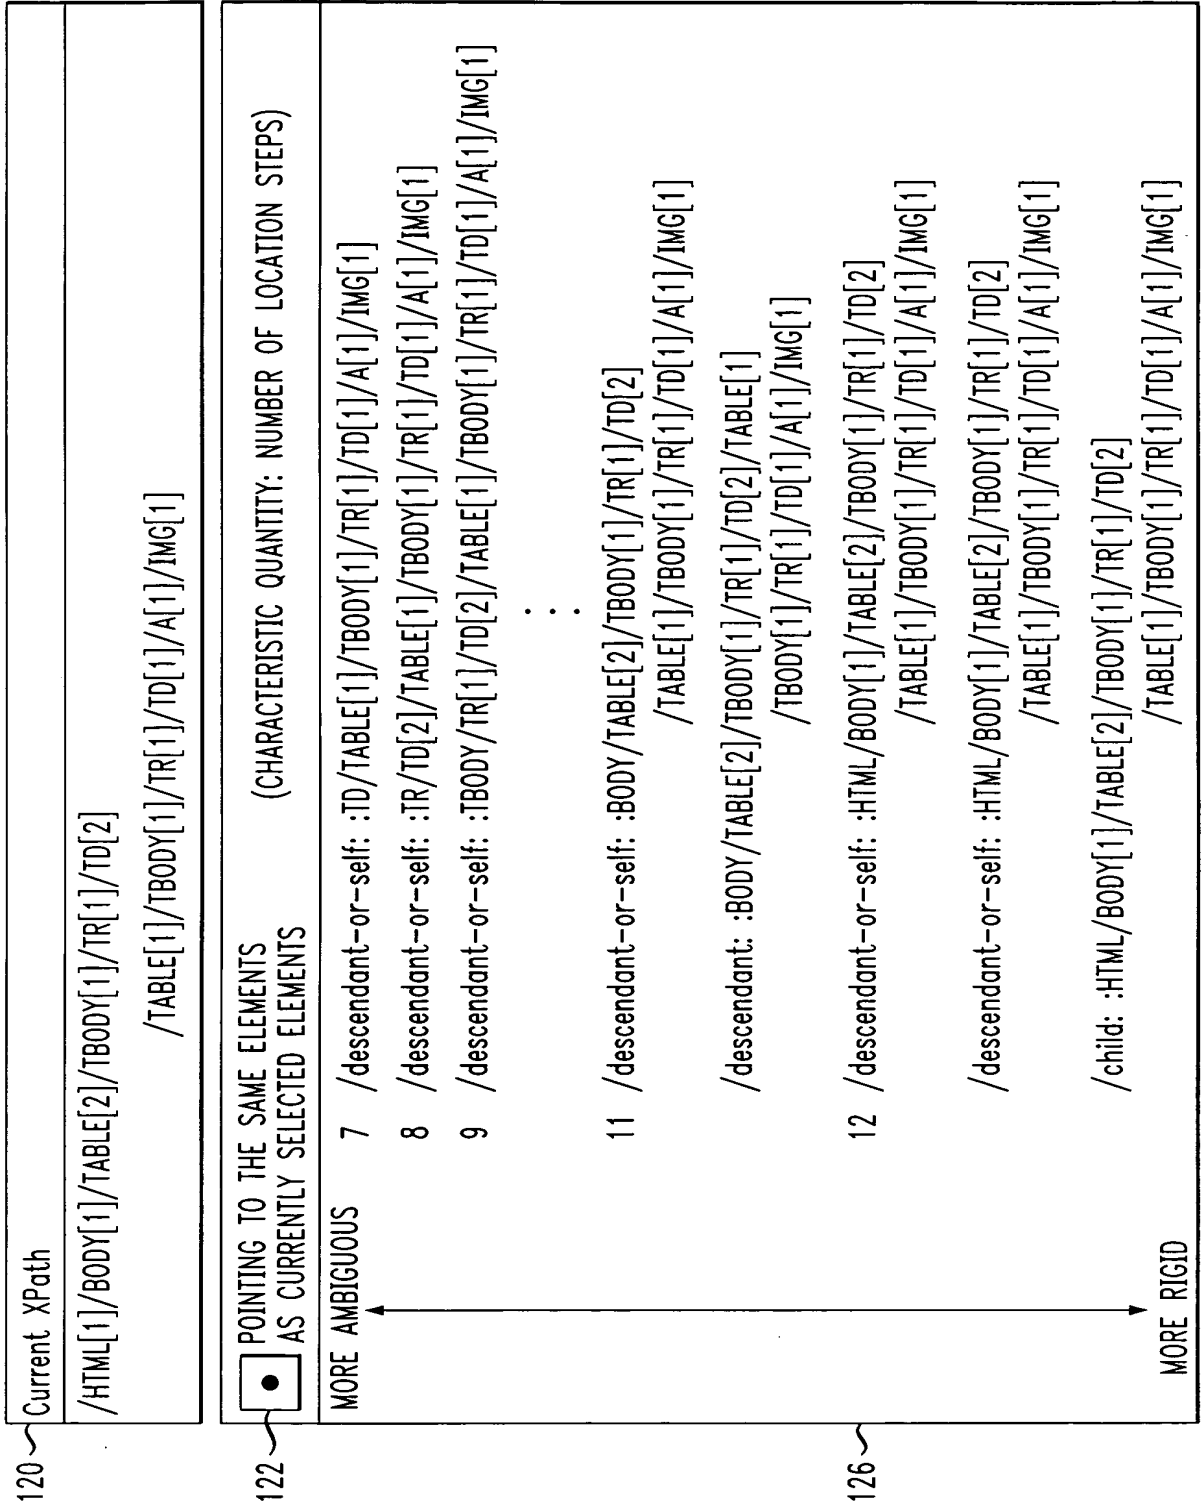 120
Current XPath
/HTML[1]/BODY[1]/TABLE[2]/TBODY[1]/TR[1]/TD[2]
/TABLE[1]/TBODY[1]/TR[1]/TD[1]/A[1]/IMG[1]
122
POINTING TO THE SAME ELEMENTS
AS CURRENTLY SELECTED ELEMENTS
(CHARACTERISTIC QUANTITY: NUMBER OF LOCATION STEPS)
MORE AMBIGUOUS
7 /descendant-or-self: :TD/TABLE[1]/TBODY[1]/TR[1]/TD[1]/A[1]/IMG[1]
8 /descendant-or-self: :TR/TD[2]/TABLE[1]/TBODY[1]/TR[1]/TD[1]/A[1]/IMG[1]
9 /descendant-or-self: :TBODY/TR[1]/TD[2]/TABLE[1]/TBODY[1]/TR[1]/TD[1]/A[1]/IMG[1]
. . .
11 /descendant-or-self: :BODY/TABLE[2]/TBODY[1]/TR[1]/TD[2]
/TABLE[1]/TBODY[1]/TR[1]/TD[1]/A[1]/IMG[1]
/descendant: :BODY/TABLE[2]/TBODY[1]/TR[1]/TD[2]/TABLE[1]
/TBODY[1]/TR[1]/TD[1]/A[1]/IMG[1]
126
12 /descendant-or-self: :HTML/BODY[1]/TABLE[2]/TBODY[1]/TR[1]/TD[2]
/TABLE[1]/TBODY[1]/TR[1]/TD[1]/A[1]/IMG[1]
/descendant-or-self: :HTML/BODY[1]/TABLE[2]/TBODY[1]/TR[1]/TD[2]
/TABLE[1]/TBODY[1]/TR[1]/TD[1]/A[1]/IMG[1]
/child: :HTML/BODY[1]/TABLE[2]/TBODY[1]/TR[1]/TD[2]
/TABLE[1]/TBODY[1]/TR[1]/TD[1]/A[1]/IMG[1]
MORE RIGID